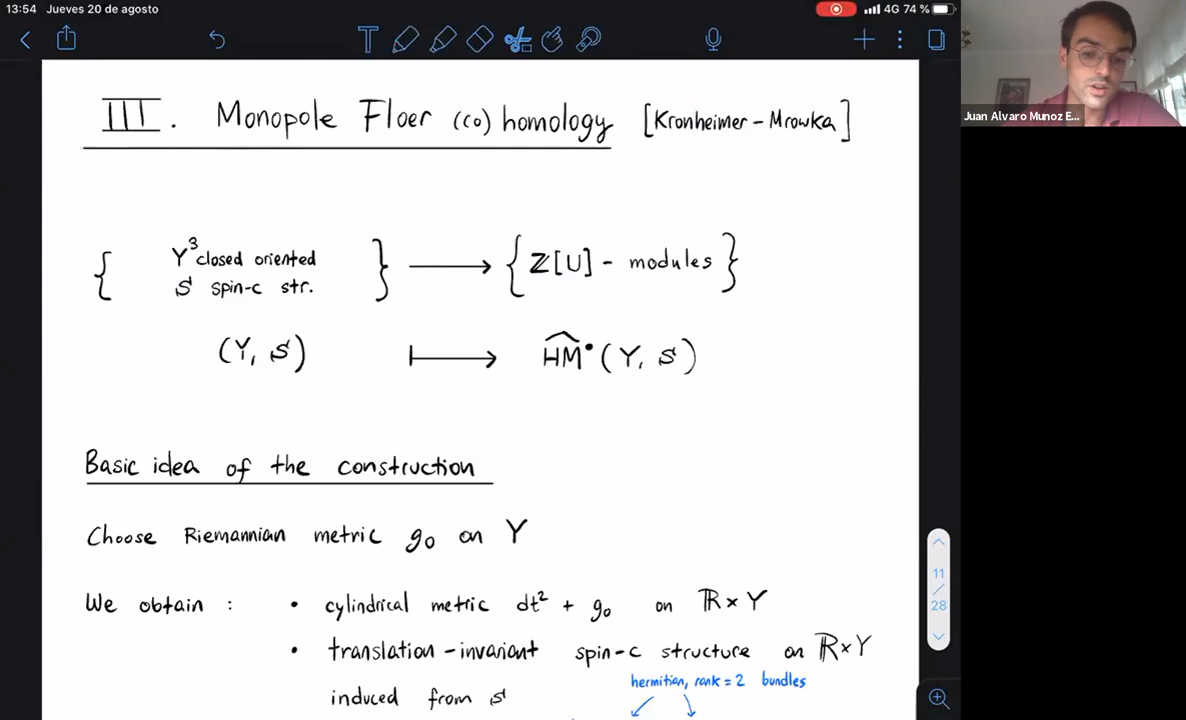 13:54 Jueves 20 de agosto
4G 74 %
III. Monopole Floer (co) homology [Kronheimer - Mrowka]
Juan Alvaro Munoz E...
{ Y³ closed oriented } ⟶ { ℤ[U] - modules }
𝔰 spin-c str.
(Y, 𝔰) ⟼ \widehat{HM}^•(Y, 𝔰)
Basic idea of the construction
Choose Riemannian metric g₀ on Y
We obtain : • cylindrical metric dt² + g₀ on ℝ×Y
• translation-invariant spin-c structure on ℝ×Y
induced from 𝔰
hermitian, rank = 2 bundles
11
/
28